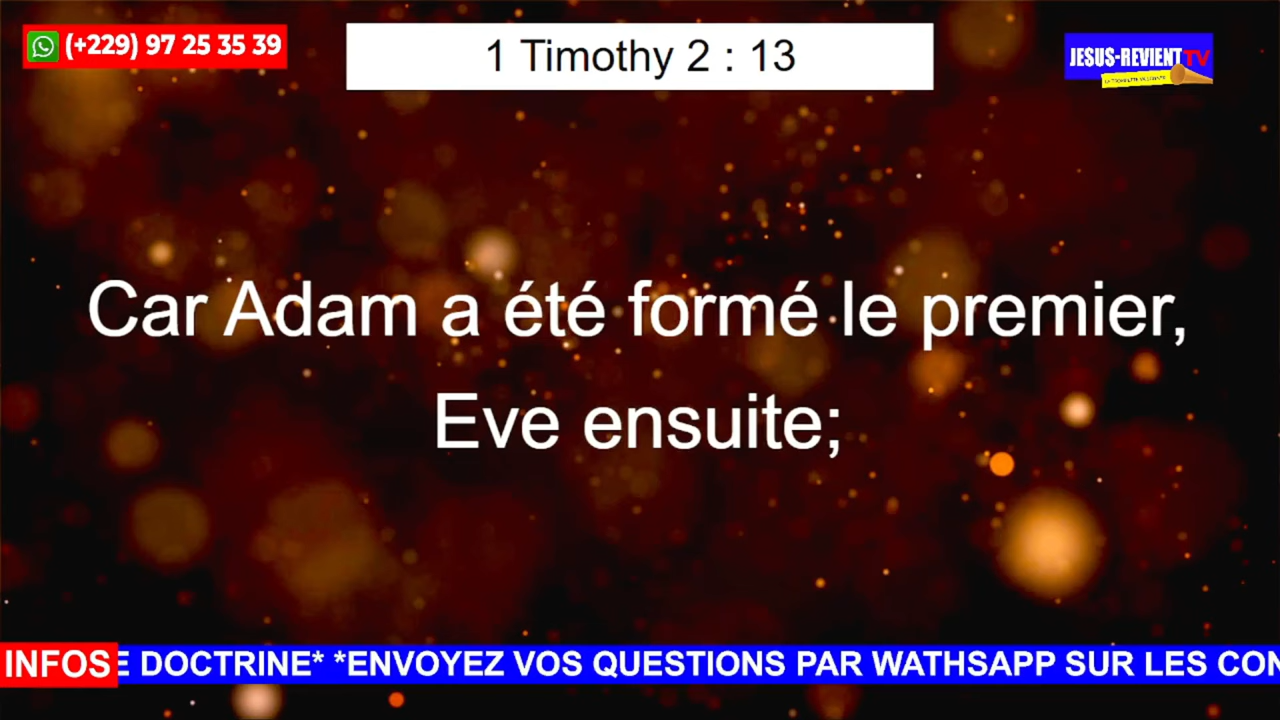 (+229) 97 25 35 39
1 Timothy 2 : 13
JESUS-REVIENT TV
Car Adam a été formé le premier,
Eve ensuite;
INFOS E DOCTRINE* *ENVOYEZ VOS QUESTIONS PAR WATHSAPP SUR LES CON